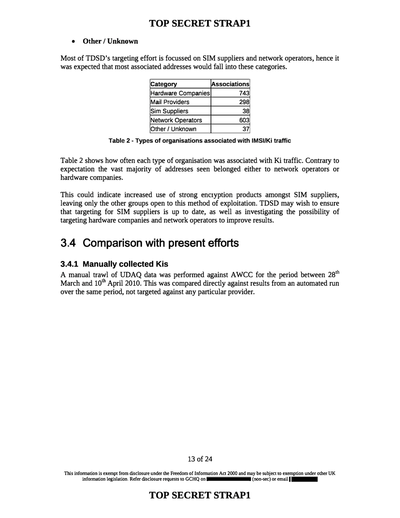 TOP SECRET STRAP1
• Other / Unknown
Most of TDSD's targeting effort is focussed on SIM suppliers and network operators, hence it
was expected that most associated addresses would fall into these categories.
Category Associations
Hardware Companies 743
Mail Providers 298
Sim Suppliers 38
Network Operators 603
Other / Unknown 37
Table 2 - Types of organisations associated with IMSI/Ki traffic
Table 2 shows how often each type of organisation was associated with Ki traffic. Contrary to
expectation the vast majority of addresses seen belonged either to network operators or
hardware companies.
This could indicate increased use of strong encryption products amongst SIM suppliers,
leaving only the other groups open to this method of exploitation. TDSD may wish to ensure
that targeting for SIM suppliers is up to date, as well as investigating the possibility of
targeting hardware companies and network operators to improve results.
3.4 Comparison with present efforts
3.4.1 Manually collected Kis
A manual trawl of UDAQ data was performed against AWCC for the period between 28th
March and 10th April 2010. This was compared directly against results from an automated run
over the same period, not targeted against any particular provider.
13 of 24
This information is exempt from disclosure under the Freedom of Information Act 2000 and may be subject to exemption under other UK
information legislation. Refer disclosure requests to GCHQ on (non-sec) or email
TOP SECRET STRAP1